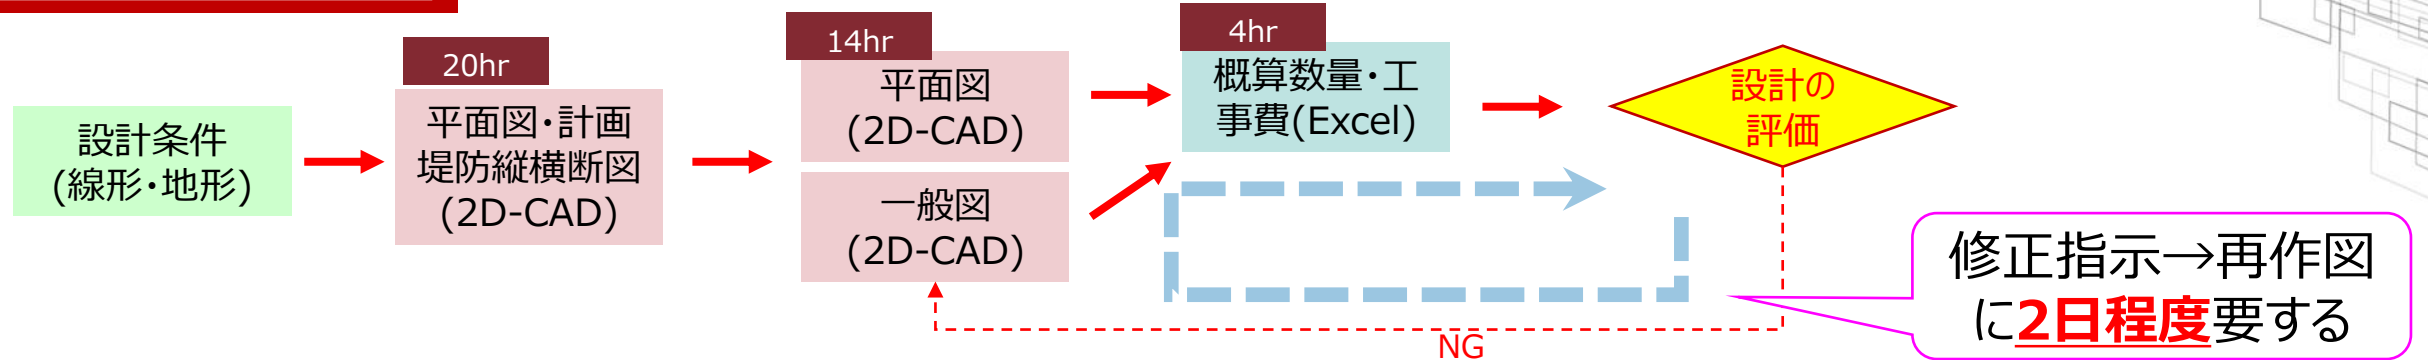 設計条件
(線形・地形)
20hr
平面図・計画
堤防縦横断図
(2D-CAD)
14hr
平面図
(2D-CAD)
一般図
(2D-CAD)
4hr
概算数量・工
事費(Excel)
設計の
評価
NG
修正指示→再作図
に2日程度要する